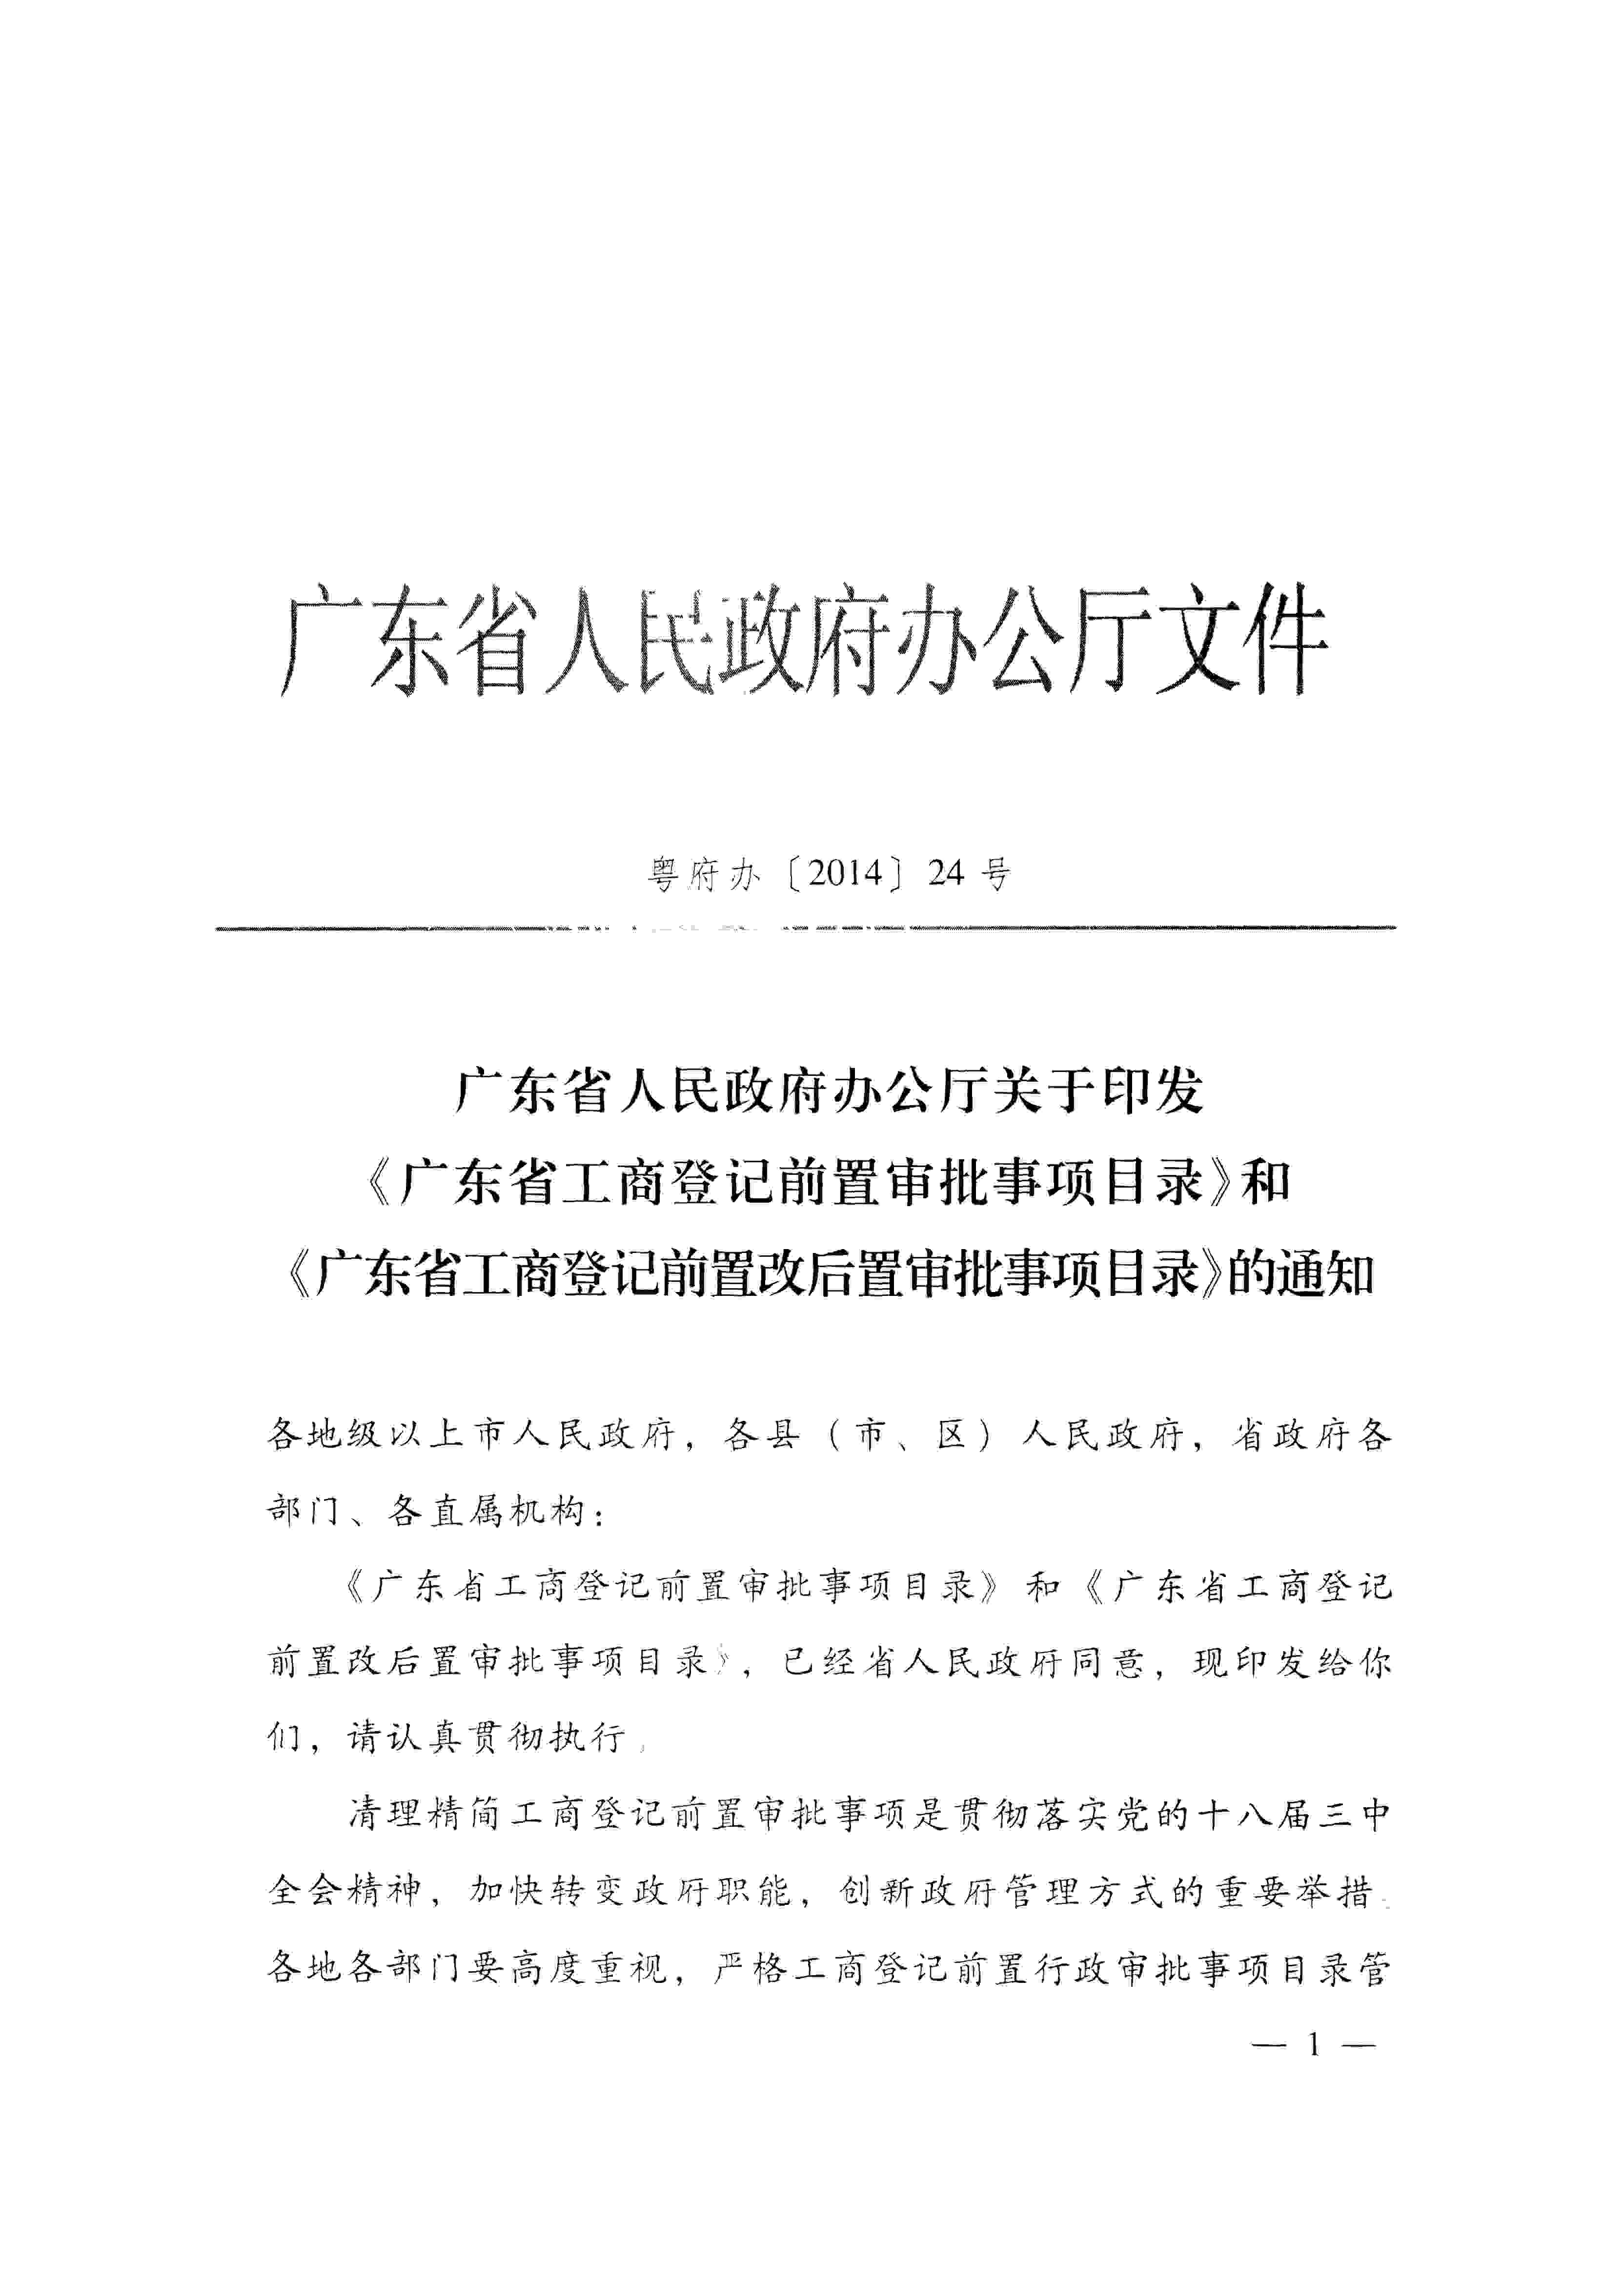 广东省人民政府办公厅文件
粤府办〔2014〕24号
广东省人民政府办公厅关于印发
《广东省工商登记前置审批事项目录》和
《广东省工商登记前置改后置审批事项目录》的通知
各地级以上市人民政府，各县（市、区）人民政府，省政府各
部门、各直属机构：
《广东省工商登记前置审批事项目录》和《广东省工商登记
前置改后置审批事项目录》，已经省人民政府同意，现印发给你
们，请认真贯彻执行。
清理精简工商登记前置审批事项是贯彻落实党的十八届三中
全会精神，加快转变政府职能，创新政府管理方式的重要举措。
各地各部门要高度重视，严格工商登记前置行政审批事项目录管
— 1 —